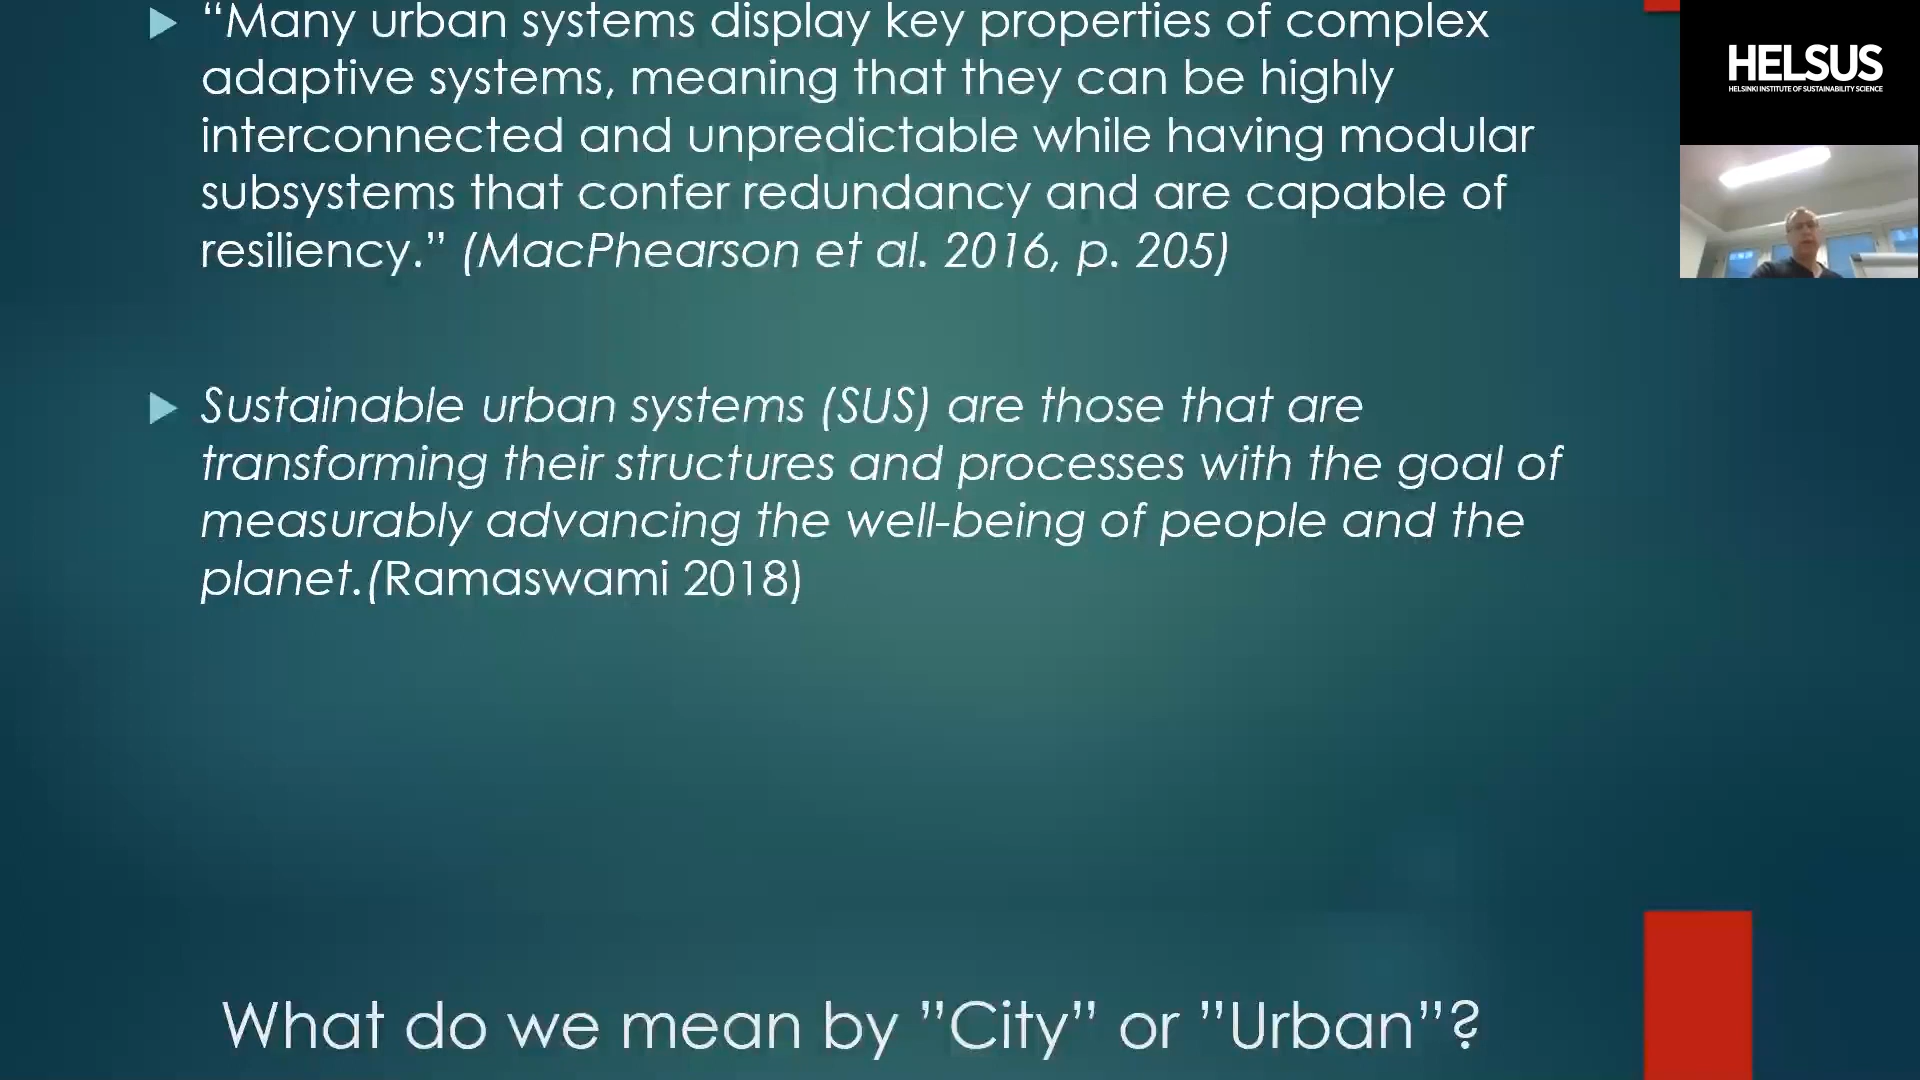 “Many urban systems display key properties of complex
adaptive systems, meaning that they can be highly
interconnected and unpredictable while having modular
subsystems that confer redundancy and are capable of
resiliency.” (MacPhearson et al. 2016, p. 205)
Sustainable urban systems (SUS) are those that are
transforming their structures and processes with the goal of
measurably advancing the well-being of people and the
planet.(Ramaswami 2018)
What do we mean by ”City” or ”Urban”?
HELSUS
HELSINKI INSTITUTE OF SUSTAINABILITY SCIENCE